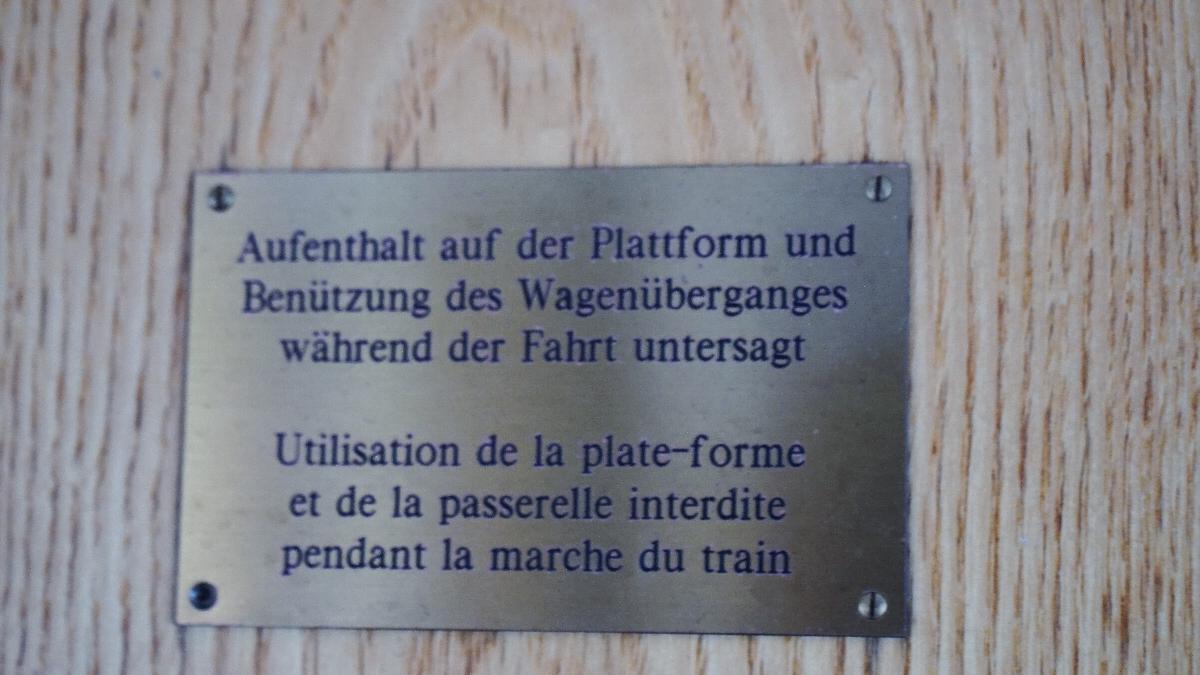 Aufenthalt auf der Plattform und
Benützung des Wagenüberganges
während der Fahrt untersagt
Utilisation de la plate-forme
et de la passerelle interdite
pendant la marche du train